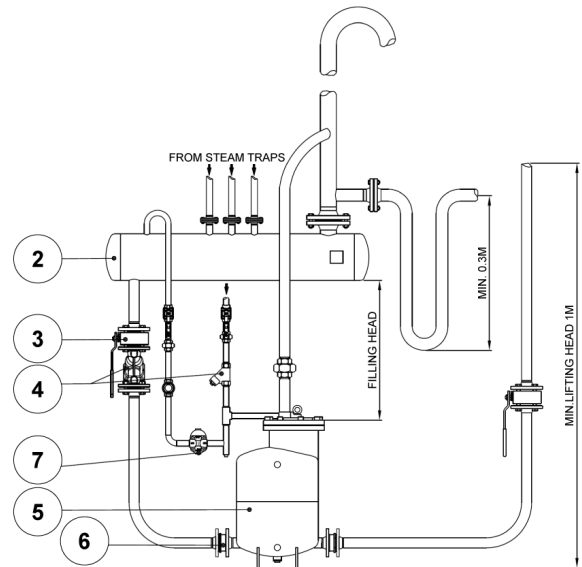 FROM STEAM TRAPS
2
3
4
7
5
6
FILLING HEAD
MIN. 0.3M
MIN.LIFTING HEAD 1M